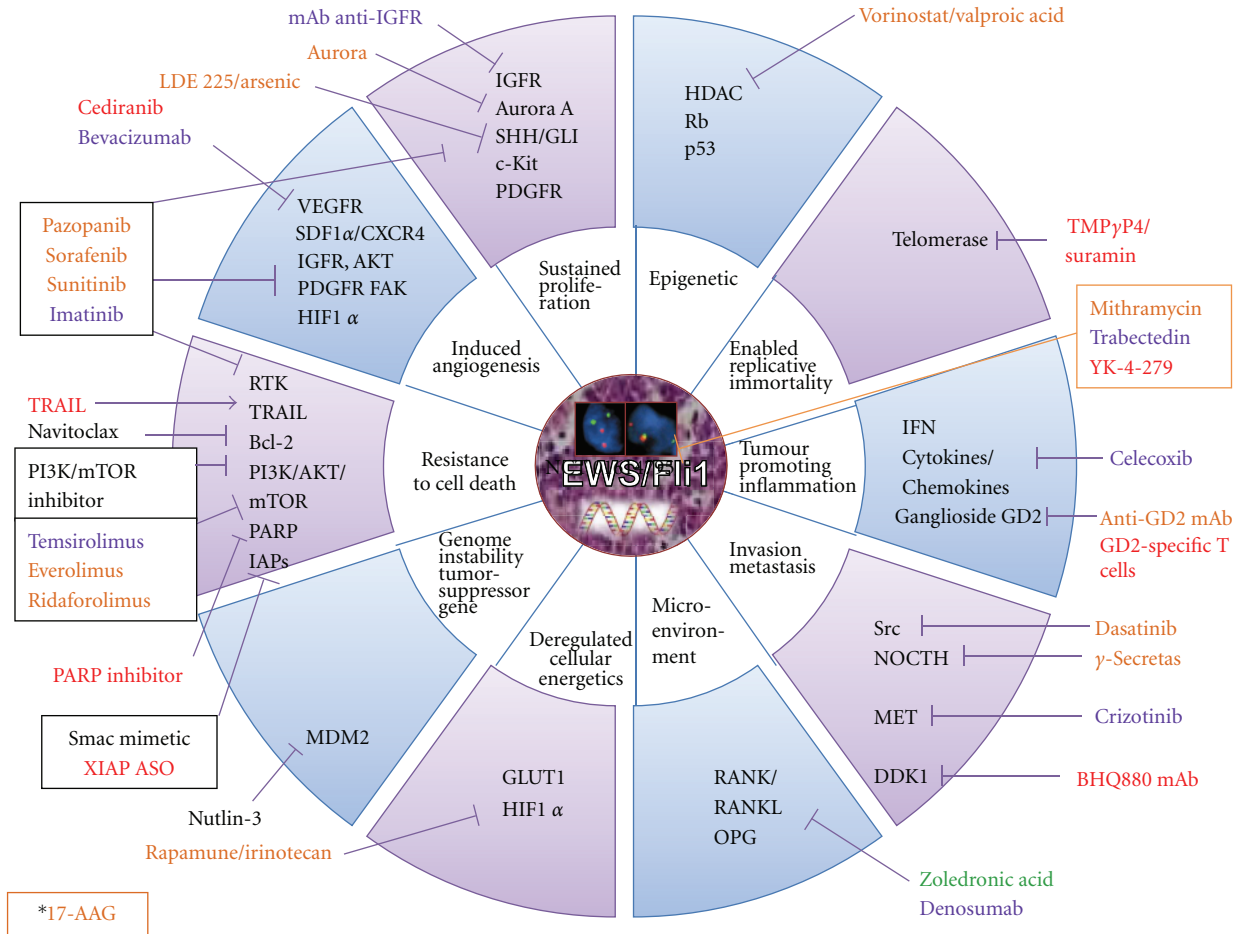 mAb anti-IGFR
Aurora
LDE 225/arsenic
Cediranib
Bevacizumab
Pazopanib
Sorafenib
Sunitinib
Imatinib
TRAIL
Navitoclax
PI3K/mTOR
inhibitor
Temsirolimus
Everolimus
Ridaforolimus
PARP inhibitor
Smac mimetic
XIAP ASO
Nutlin-3
Rapamune/irinotecan
*17-AAG
IGFR
Aurora A
SHH/GLI
c-Kit
PDGFR
Sustained
prolife-
ration
VEGFR
SDF1α/CXCR4
IGFR, AKT
PDGFR FAK
HIF1 α
Induced
angiogenesis
RTK
TRAIL
Bcl-2
PI3K/AKT/
mTOR
PARP
IAPs
Resistance
to cell death
MDM2
Genome
instability
tumor-
suppressor
gene
GLUT1
HIF1 α
Deregulated
cellular
energetics
EWS/Fli1
Vorinostat/valproic acid
HDAC
Rb
p53
Epigenetic
Telomerase
TMPγP4/
suramin
Enabled
replicative
immortality
Mithramycin
Trabectedin
YK-4-279
IFN
Cytokines/
Chemokines
Ganglioside GD2
Celecoxib
Anti-GD2 mAb
GD2-specific T
cells
Tumour
promoting
inflammation
Invasion
metastasis
Src
NOCTH
MET
DDK1
Dasatinib
γ-Secretas
Crizotinib
BHQ880 mAb
Micro-
environ-
ment
RANK/
RANKL
OPG
Zoledronic acid
Denosumab